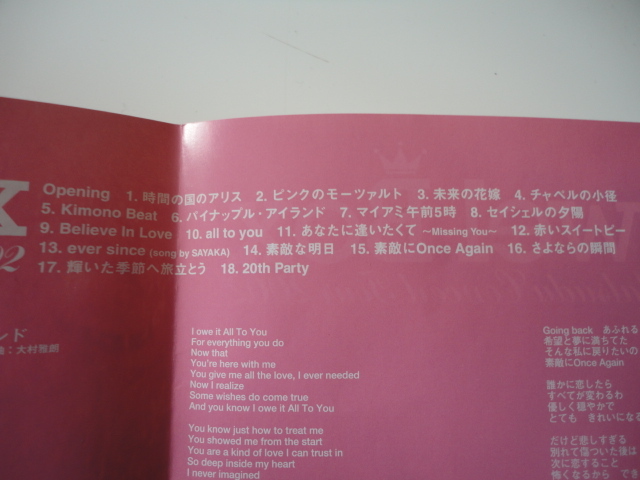 X
Opening 1. 時間の国のアリス 2. ピンクのモーツァルト 3. 未来の花嫁 4. チャペルの小径
5. Kimono Beat 6. パイナップル・アイランド 7. マイアミ午前5時 8. セイシェルの夕陽
9. Believe In Love 10. all to you 11. あなたに逢いたくて ～Missing You～ 12. 赤いスイートピー
02
13. ever since (song by SAYAKA) 14. 素敵な明日 15. 素敵にOnce Again 16. さよならの瞬間
17. 輝いた季節へ旅立とう 18. 20th Party
ンド
曲：大村雅朗
I owe it All To You
For everything you do
Now that
You're here with me
You give me all the love, I ever needed
Now I realize
Some wishes do come true
And you know I owe it All To You
You know just how to treat me
You showed me from the start
You are a kind of love I can trust in
So deep inside my heart
I never imagined
Going back あふれる
希望と夢に満ちてた
そんな私に戻りたいの
素敵にOnce Again
誰かに恋したら
すべてが変わるわ
優しく穏やかで
とても きれいになる
だけど悲しすぎる
別れて傷ついた後は
次に恋すること
怖くなるから でき